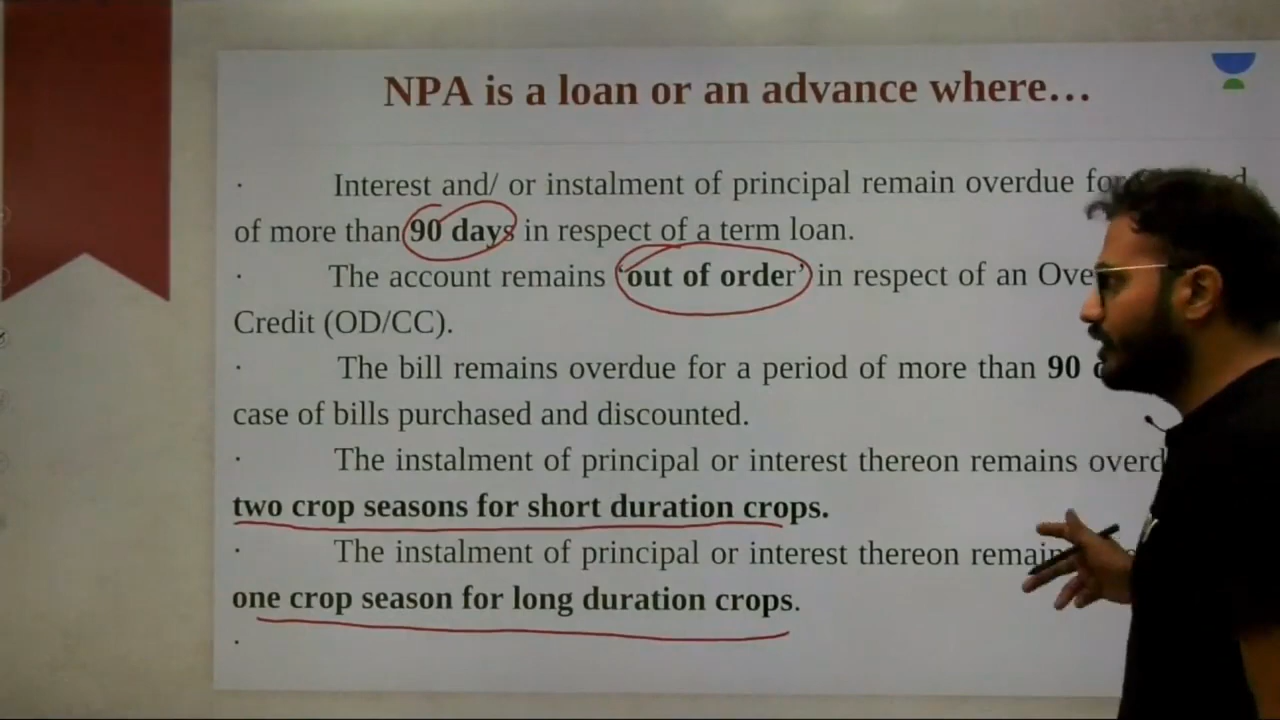 NPA is a loan or an advance where…
· Interest and/ or instalment of principal remain overdue for
of more than 90 days in respect of a term loan.
· The account remains ‘out of order’ in respect of an
Credit (OD/CC).
· The bill remains overdue for a period of more than 90
case of bills purchased and discounted.
· The instalment of principal or interest thereon remains
two crop seasons for short duration crops.
· The instalment of principal or interest thereon
one crop season for long duration crops.
·